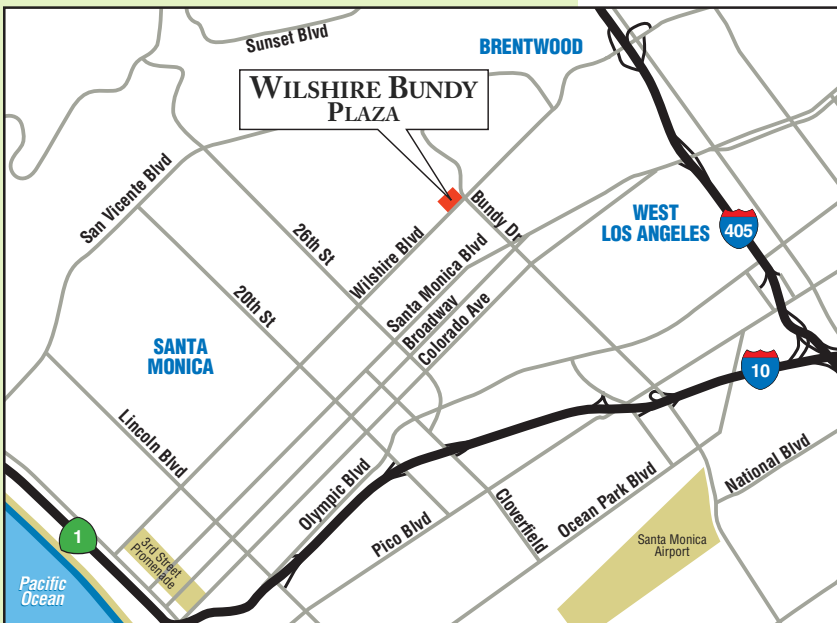 Sunset Blvd
BRENTWOOD
WILSHIRE BUNDY
PLAZA
San Vicente Blvd
26th St
Wilshire Blvd
Bundy Dr
WEST
LOS ANGELES
405
20th St
Santa Monica Blvd
Broadway
Colorado Ave
SANTA
MONICA
10
Lincoln Blvd
Olympic Blvd
Pico Blvd
Cloverfield
Ocean Park Blvd
National Blvd
1
3rd Street
Promenade
Santa Monica
Airport
Pacific
Ocean